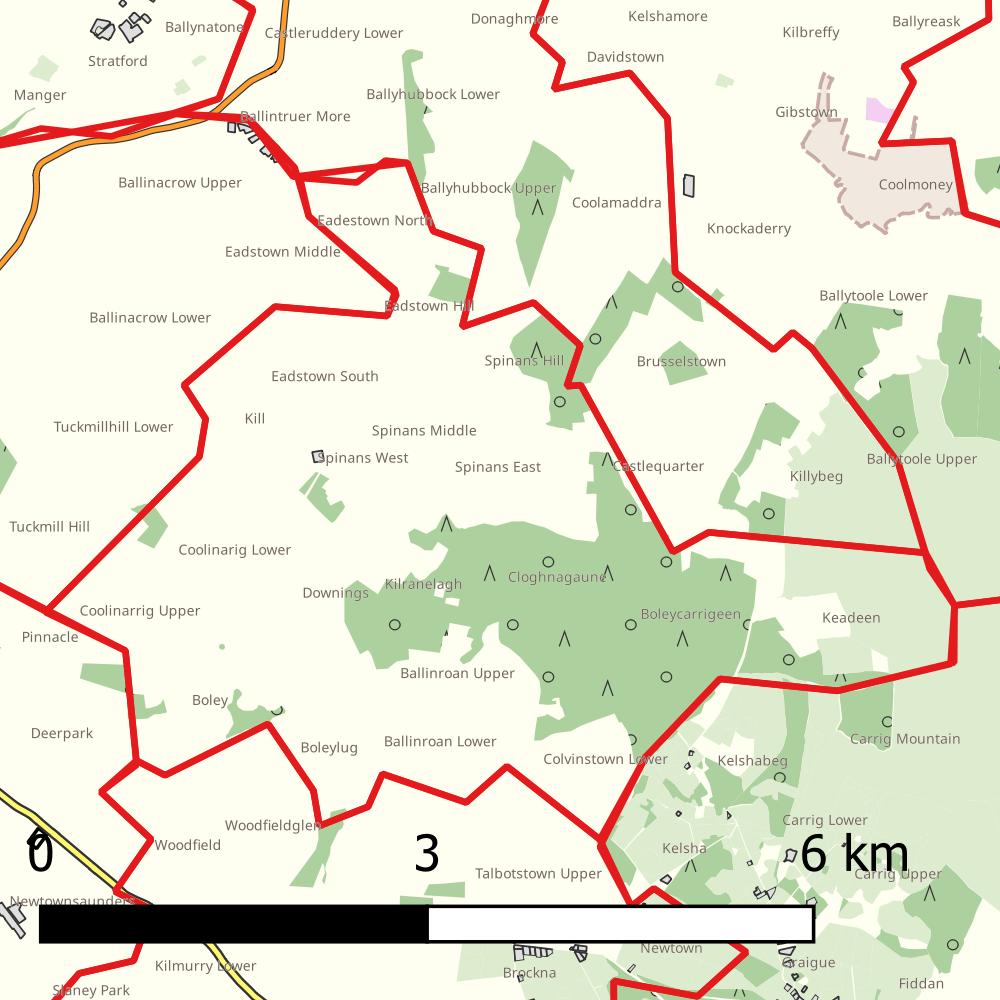 Donaghmore
Kelshamore
Ballyreask
Ballynatone
Castleruddery Lower
Kilbreffy
Davidstown
Stratford
Manger
Ballyhubbock Lower
Gibstown
Ballintruer More
Ballinacrow Upper
Ballyhubbock Upper
Coolmoney
Coolamaddra
Eadestown North
Knockaderry
Eadstown Middle
Ballytoole Lower
Eadstown Hill
Ballinacrow Lower
Spinans Hill
Brusselstown
Eadstown South
Kill
Tuckmillhill Lower
Spinans Middle
Spinans West
Spinans East
Castlequarter
Ballytoole Upper
Killybeg
Tuckmill Hill
Coolinarig Lower
Cloghnagaune
Kilranelagh
Downings
Coolinarrig Upper
Boleycarrigeen
Keadeen
Pinnacle
Ballinroan Upper
Boley
Deerpark
Ballinroan Lower
Boleylug
Carrig Mountain
Colvinstown Lower
Kelshabeg
Carrig Lower
Woodfieldglen
Woodfield
Kelsha
0
3
6 km
Talbotstown Upper
Carrig Upper
Newtownsaunders
Newtown
Kilmurry Lower
Brockna
Graigue
Fiddan
Slaney Park